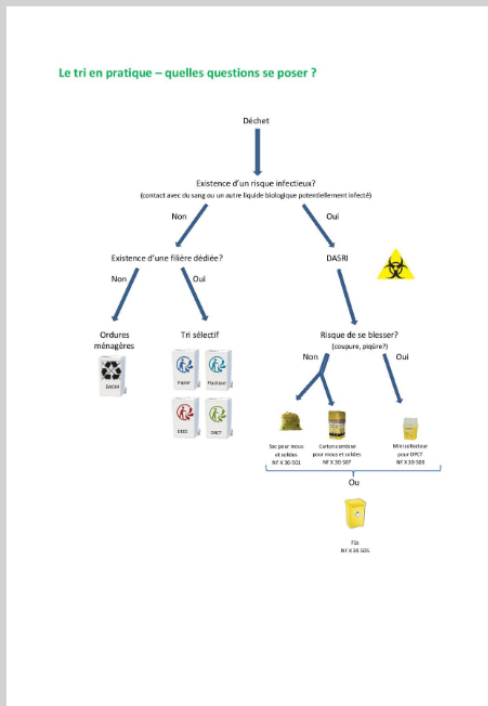 Le tri en pratique – quelles questions se poser ?
Déchet
Existence d'un risque infectieux?
(contact avec du sang ou un autre liquide biologique potentiellement infecté)
Non
Oui
Existence d'une filière dédiée?
DASRI
Non
Oui
Ordures
ménagères
Tri sélectif
Risque de se blesser?
(coupure, piqûre?)
Non
Oui
DAOM
Papier
Plastique
DEEE
Sac pour mous
et solides
NF X 30-501
Carton combiné
pour mous et solides
NF X 30-507
Mini collecteur
pour OPCT
NF X 30-500
Ou
Fûs
NF X 30-505